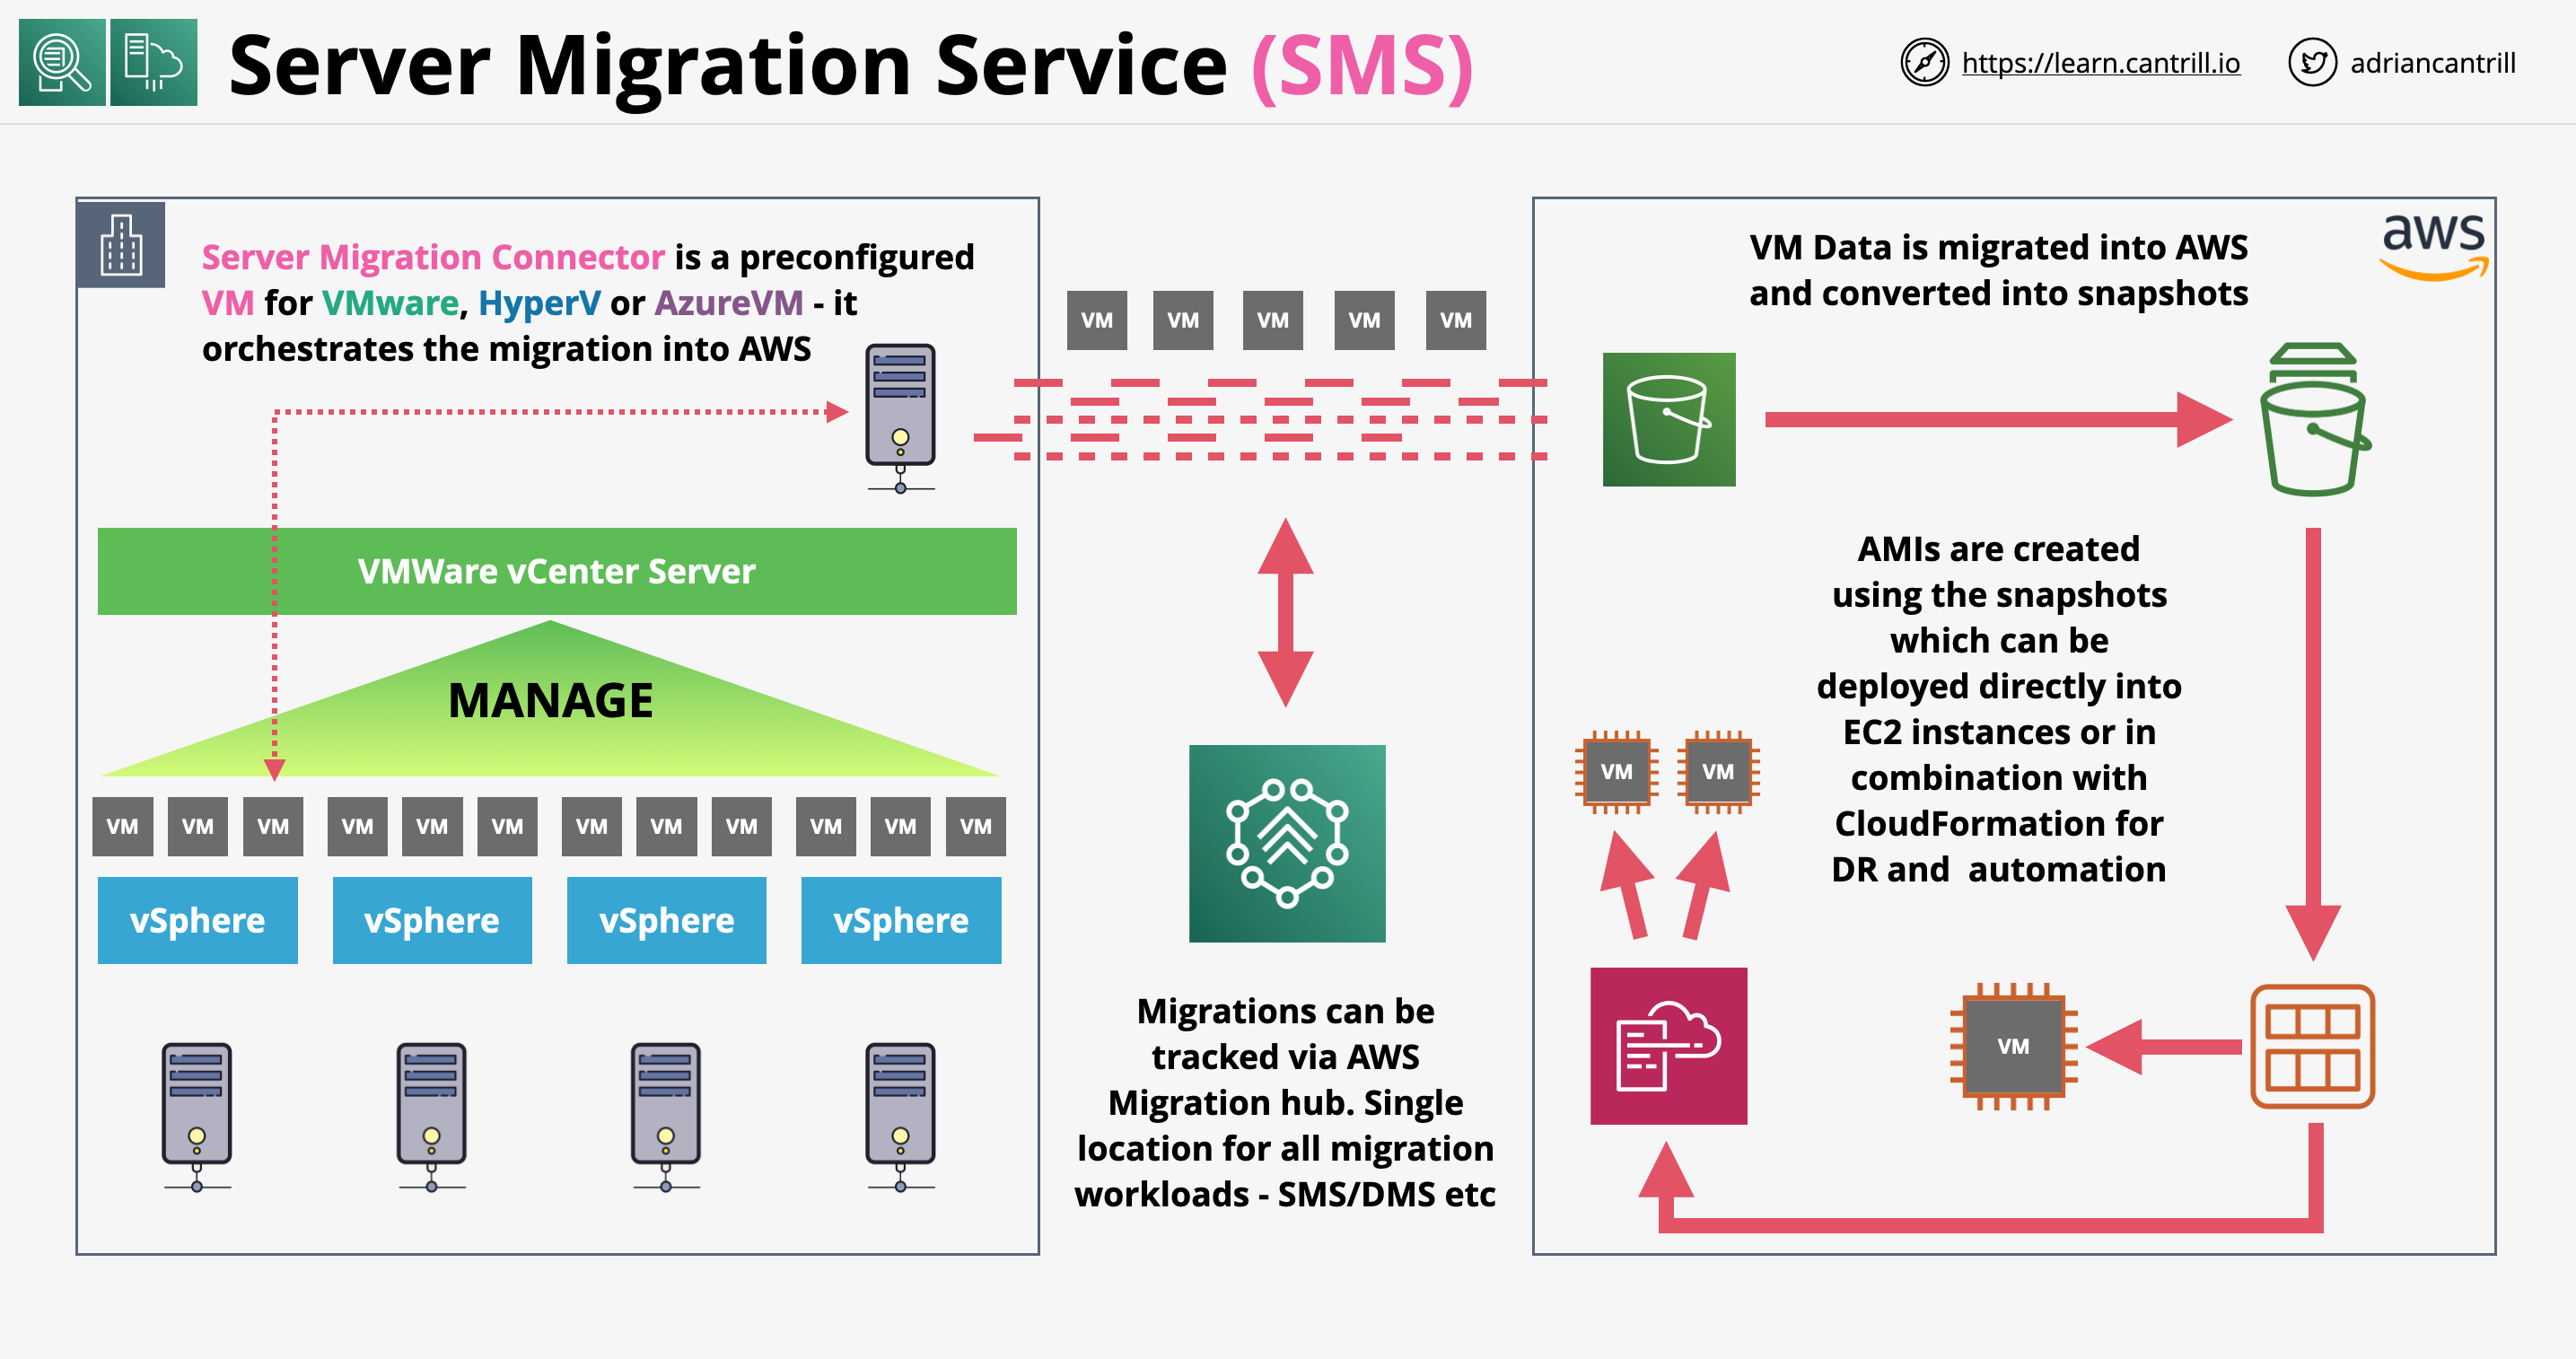 Server Migration Service (SMS)
https://learn.cantrill.io
adriancantrill
Server Migration Connector is a preconfigured
VM for VMware, HyperV or AzureVM - it
orchestrates the migration into AWS
VMWare vCenter Server
MANAGE
VM VM VM VM VM VM VM VM VM VM VM VM
vSphere vSphere vSphere vSphere
VM VM VM VM VM
Migrations can be
tracked via AWS
Migration hub. Single
location for all migration
workloads - SMS/DMS etc
aws
VM Data is migrated into AWS
and converted into snapshots
AMIs are created
using the snapshots
which can be
deployed directly into
EC2 instances or in
combination with
CloudFormation for
DR and  automation
VM VM
VM